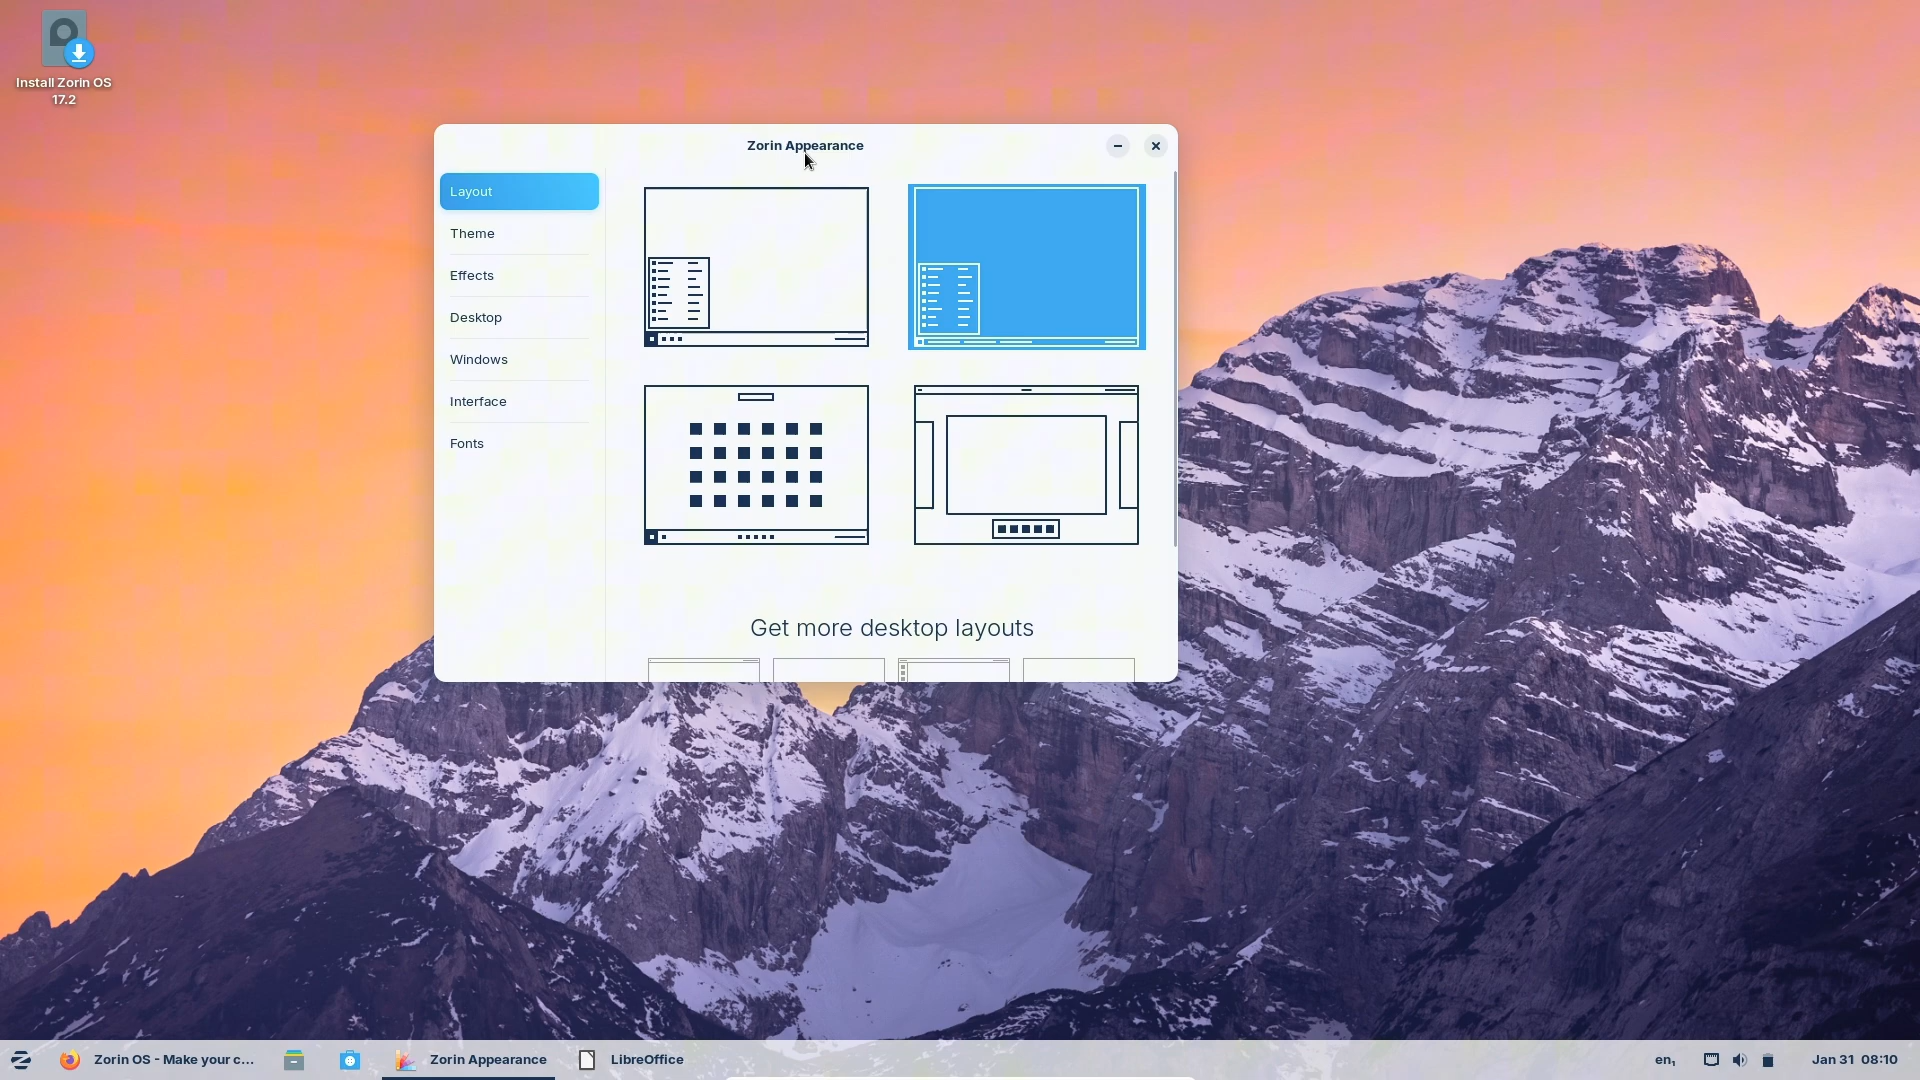 Install Zorin OS
17.2
Zorin Appearance
Layout
Theme
Effects
Desktop
Windows
Interface
Fonts
Get more desktop layouts
Zorin OS - Make your c...
Zorin Appearance
LibreOffice
en₁
Jan 31 08:10